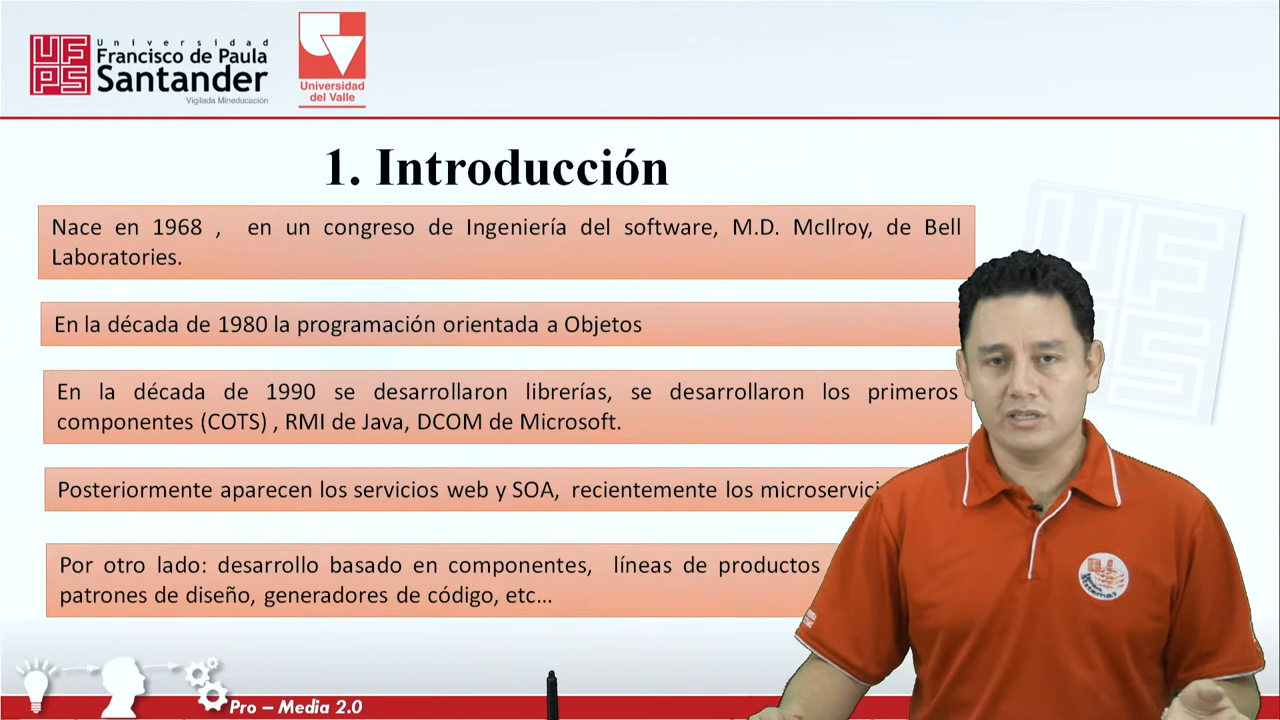 Universidad
Francisco de Paula
Santander
Vigilada Mineducación
Universidad
del Valle
1. Introducción
Nace en 1968 , en un congreso de Ingeniería del software, M.D. McIlroy, de Bell
Laboratories.
En la década de 1980 la programación orientada a Objetos
En la década de 1990 se desarrollaron librerías, se desarrollaron los primeros
componentes (COTS) , RMI de Java, DCOM de Microsoft.
Posteriormente aparecen los servicios web y SOA, recientemente los
Por otro lado: desarrollo basado en componentes, líneas de productos
patrones de diseño, generadores de código, etc...
Pro – Media 2.0
UF
PS
UF
S
Sistemas